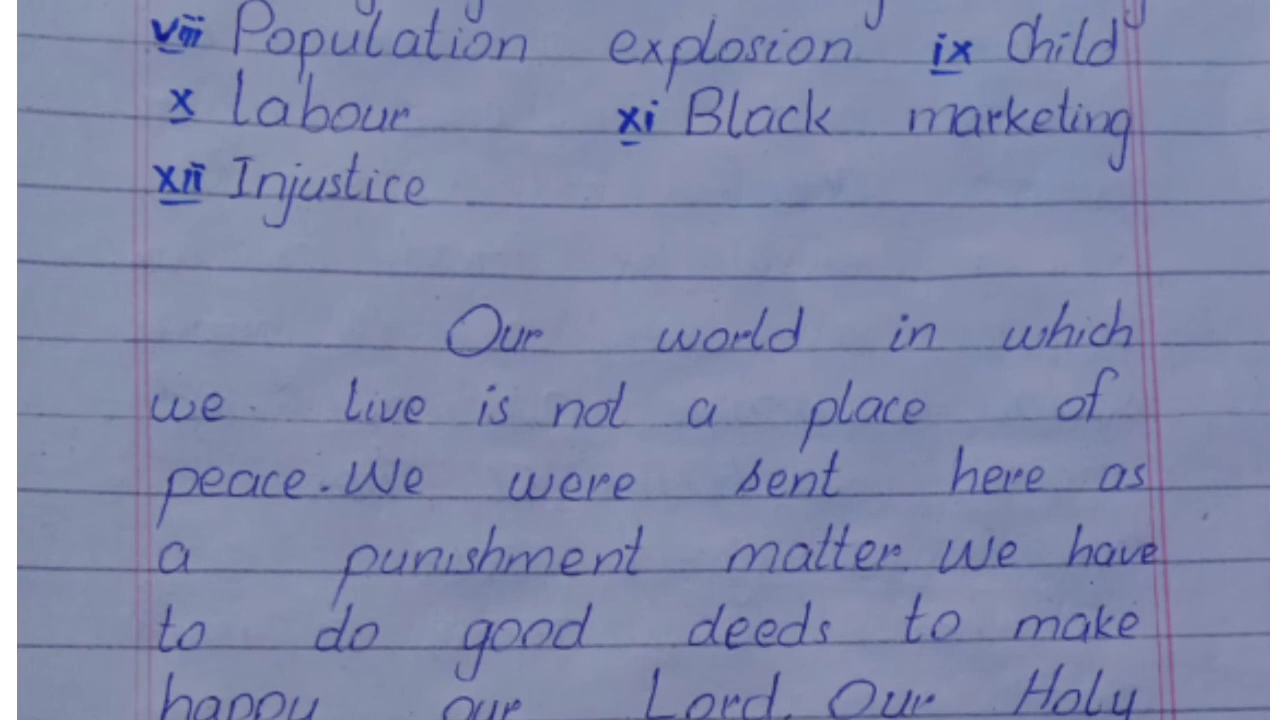 viii Population explosion ix Child
x labour xi Black marketing
xii Injustice
Our world in which
we live is not a place of
peace. We were sent here as
a punishment matter. We have
to do good deeds to make
happy our Lord. Our Holy